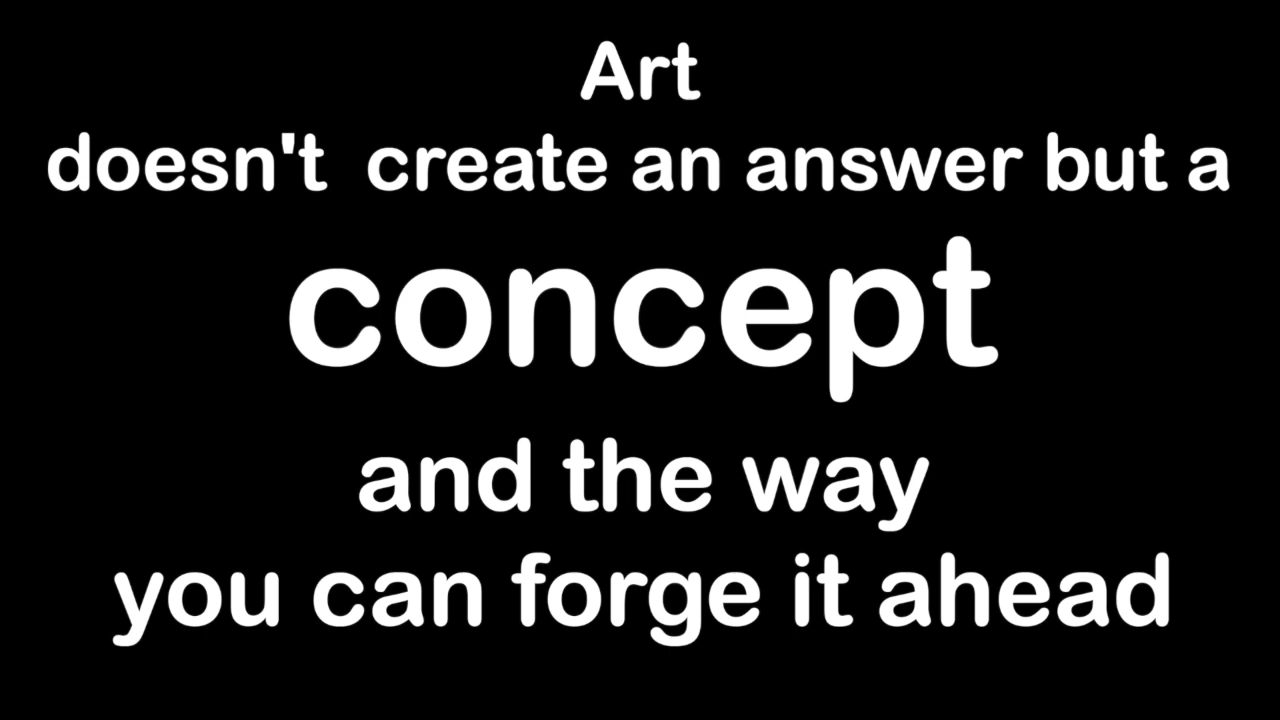 Art
doesn't  create an answer but a
concept
and the way
you can forge it ahead